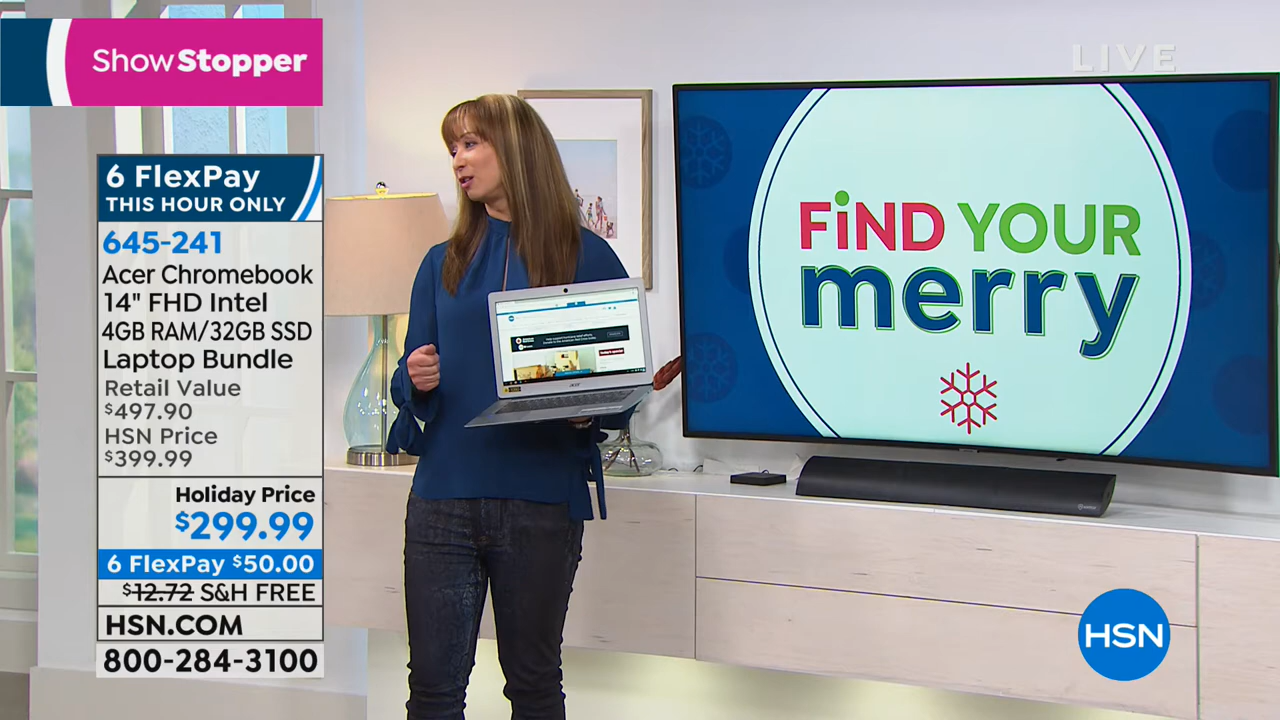 ShowStopper
LIVE
6 FlexPay
THIS HOUR ONLY
645-241
Acer Chromebook
14" FHD Intel
4GB RAM/32GB SSD
Laptop Bundle
Retail Value
$497.90
HSN Price
$399.99
Holiday Price
$299.99
6 FlexPay $50.00
$12.72 S&H FREE
HSN.COM
800-284-3100
FiND YOUR
merry
acer
HSN